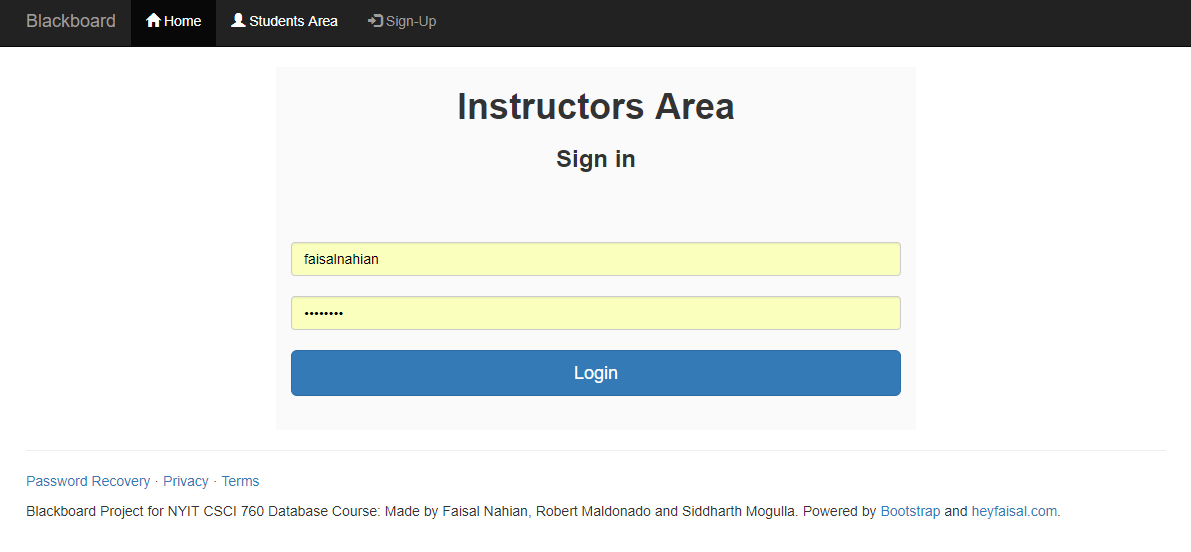 Blackboard Home Students Area Sign-Up
Instructors Area
Sign in
faisalnahian
••••••••
Login
Password Recovery · Privacy · Terms
Blackboard Project for NYIT CSCI 760 Database Course: Made by Faisal Nahian, Robert Maldonado and Siddharth Mogulla. Powered by Bootstrap and heyfaisal.com.